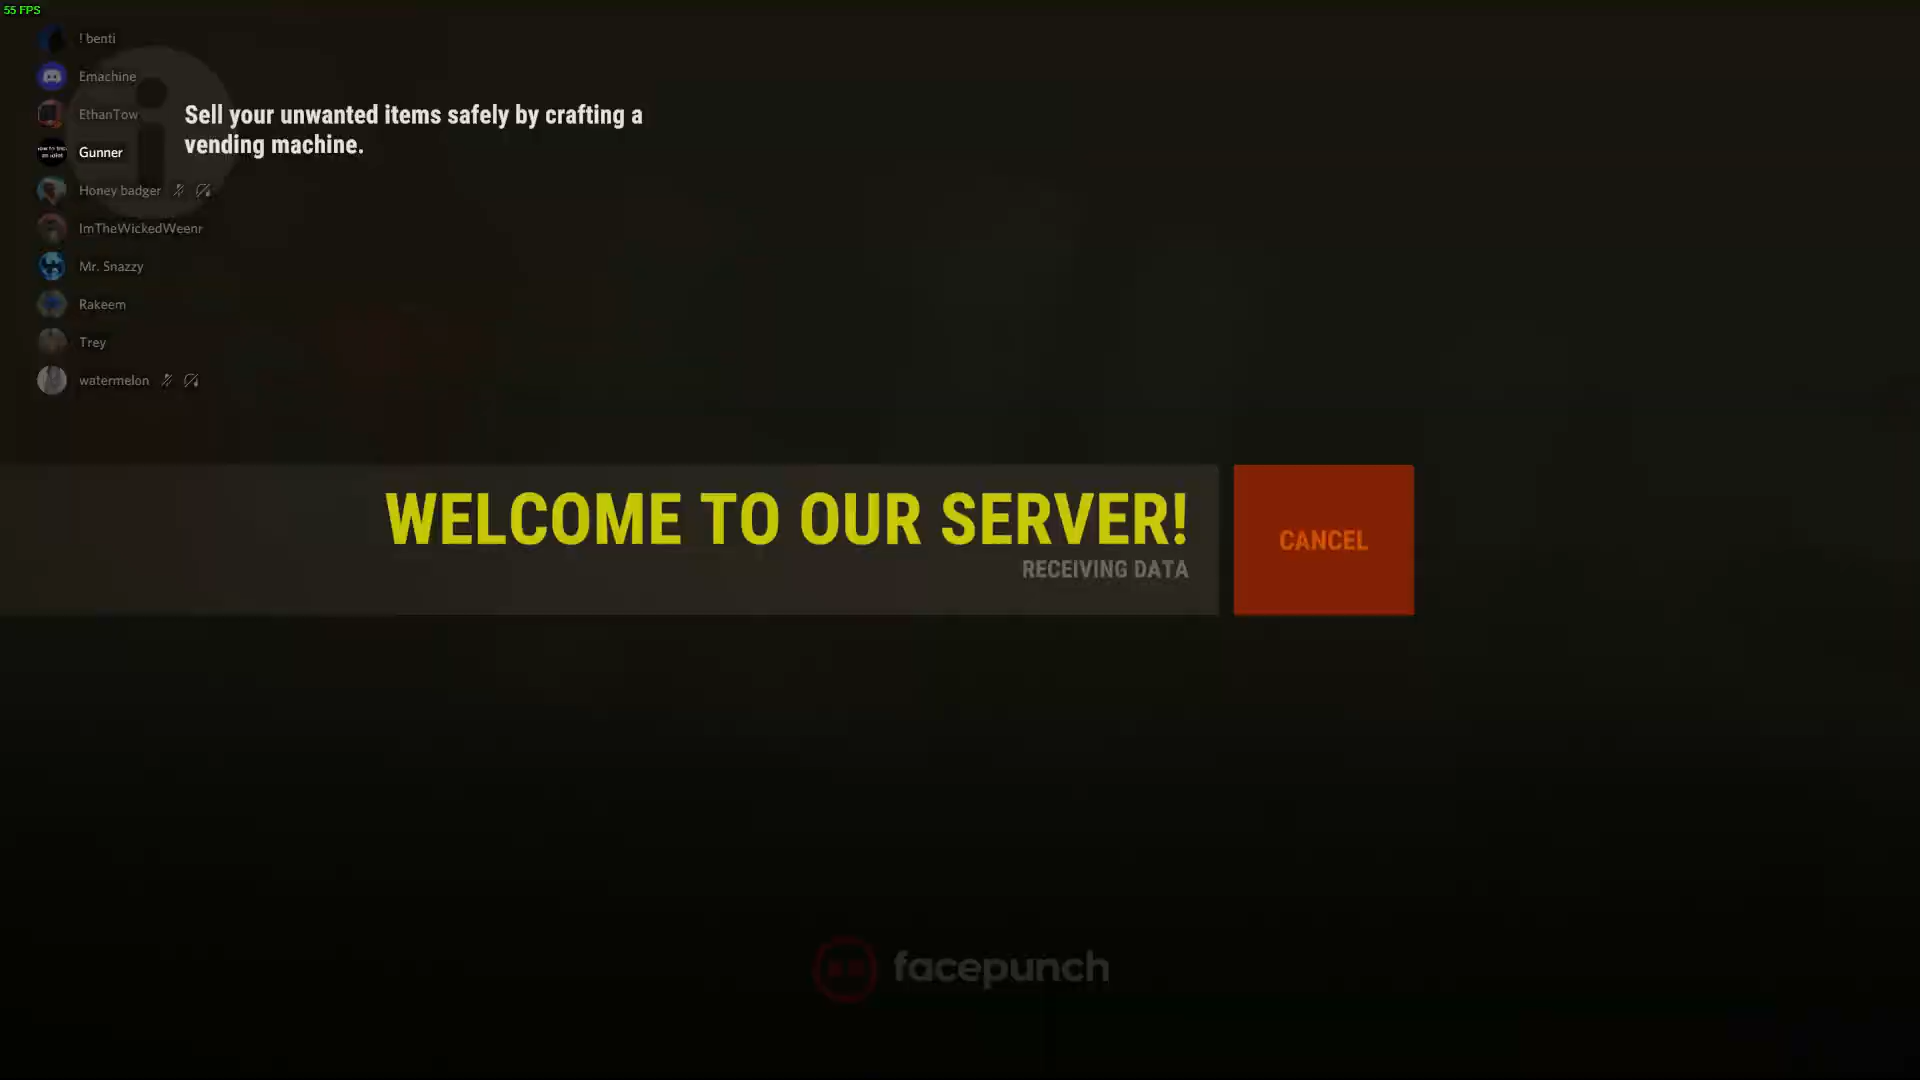 55 FPS
! benti
Emachine
EthanTow
Gunner
Honey badger
ImTheWickedWeenr
Mr. Snazzy
Rakeem
Trey
watermelon
Sell your unwanted items safely by crafting a
vending machine.
WELCOME TO OUR SERVER!
RECEIVING DATA
CANCEL
facepunch